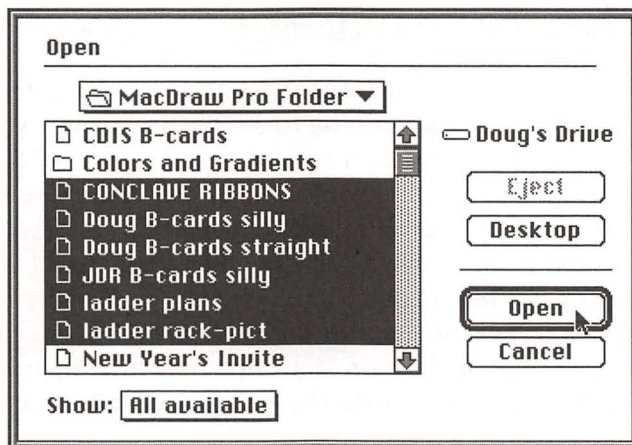 Open
MacDraw Pro Folder
CDIS B-cards
Colors and Gradients
CONCLAVE RIBBONS
Doug B-cards silly
Doug B-cards straight
JDR B-cards silly
ladder plans
ladder rack-pict
New Year's Invite
Doug's Drive
Eject
Desktop
Open
Cancel
Show: All available